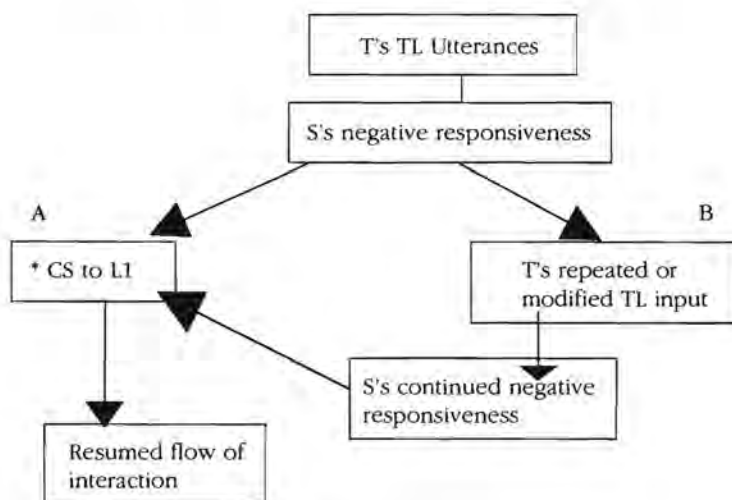 T's TL Utterances
S's negative responsiveness
A
B
* CS to L1
T's repeated or
modified TL input
S's continued negative
responsiveness
Resumed flow of
interaction